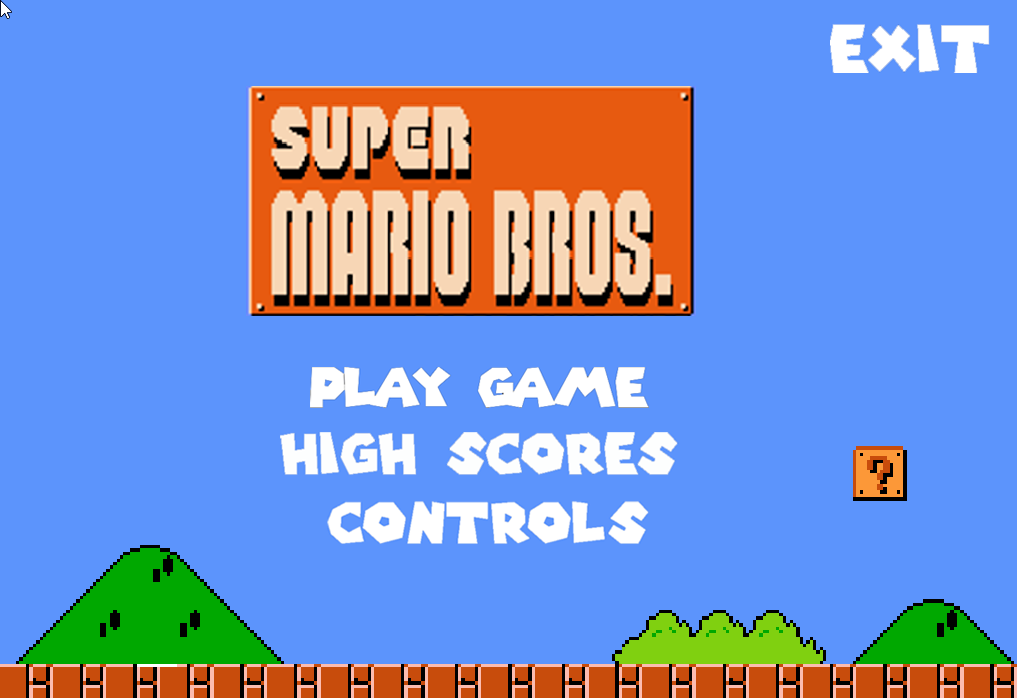 EXIT
SUPER
MARIO BROS.
PLAY GAME
HIGH SCORES
CONTROLS
?